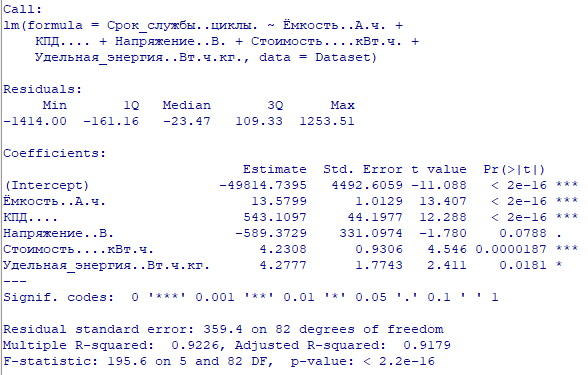 Call:
lm(formula = Срок_службы..циклы. ~ Ёмкость..А.ч. +
    КПД.... + Напряжение..В. + Стоимость....кВт.ч. +
    Удельная_энергия..Вт.ч.кг., data = Dataset)
Residuals:
     Min       1Q   Median       3Q      Max
-1414.00  -161.16   -23.47   109.33  1253.51
Coefficients:
                              Estimate  Std. Error t value  Pr(>|t|)
(Intercept)                -49814.7395   4492.6059 -11.088   < 2e-16 ***
Ёмкость..А.ч.                  13.5799      1.0129  13.407   < 2e-16 ***
КПД....                       543.1097     44.1977  12.288   < 2e-16 ***
Напряжение..В.               -589.3729    331.0974  -1.780    0.0788 .
Стоимость....кВт.ч.             4.2308      0.9306   4.546 0.0000187 ***
Удельная_энергия..Вт.ч.кг.      4.2777      1.7743   2.411    0.0181 *
---
Signif. codes:  0 '***' 0.001 '**' 0.01 '*' 0.05 '.' 0.1 ' ' 1
Residual standard error: 359.4 on 82 degrees of freedom
Multiple R-squared:  0.9226, Adjusted R-squared:  0.9179
F-statistic: 195.6 on 5 and 82 DF,  p-value: < 2.2e-16